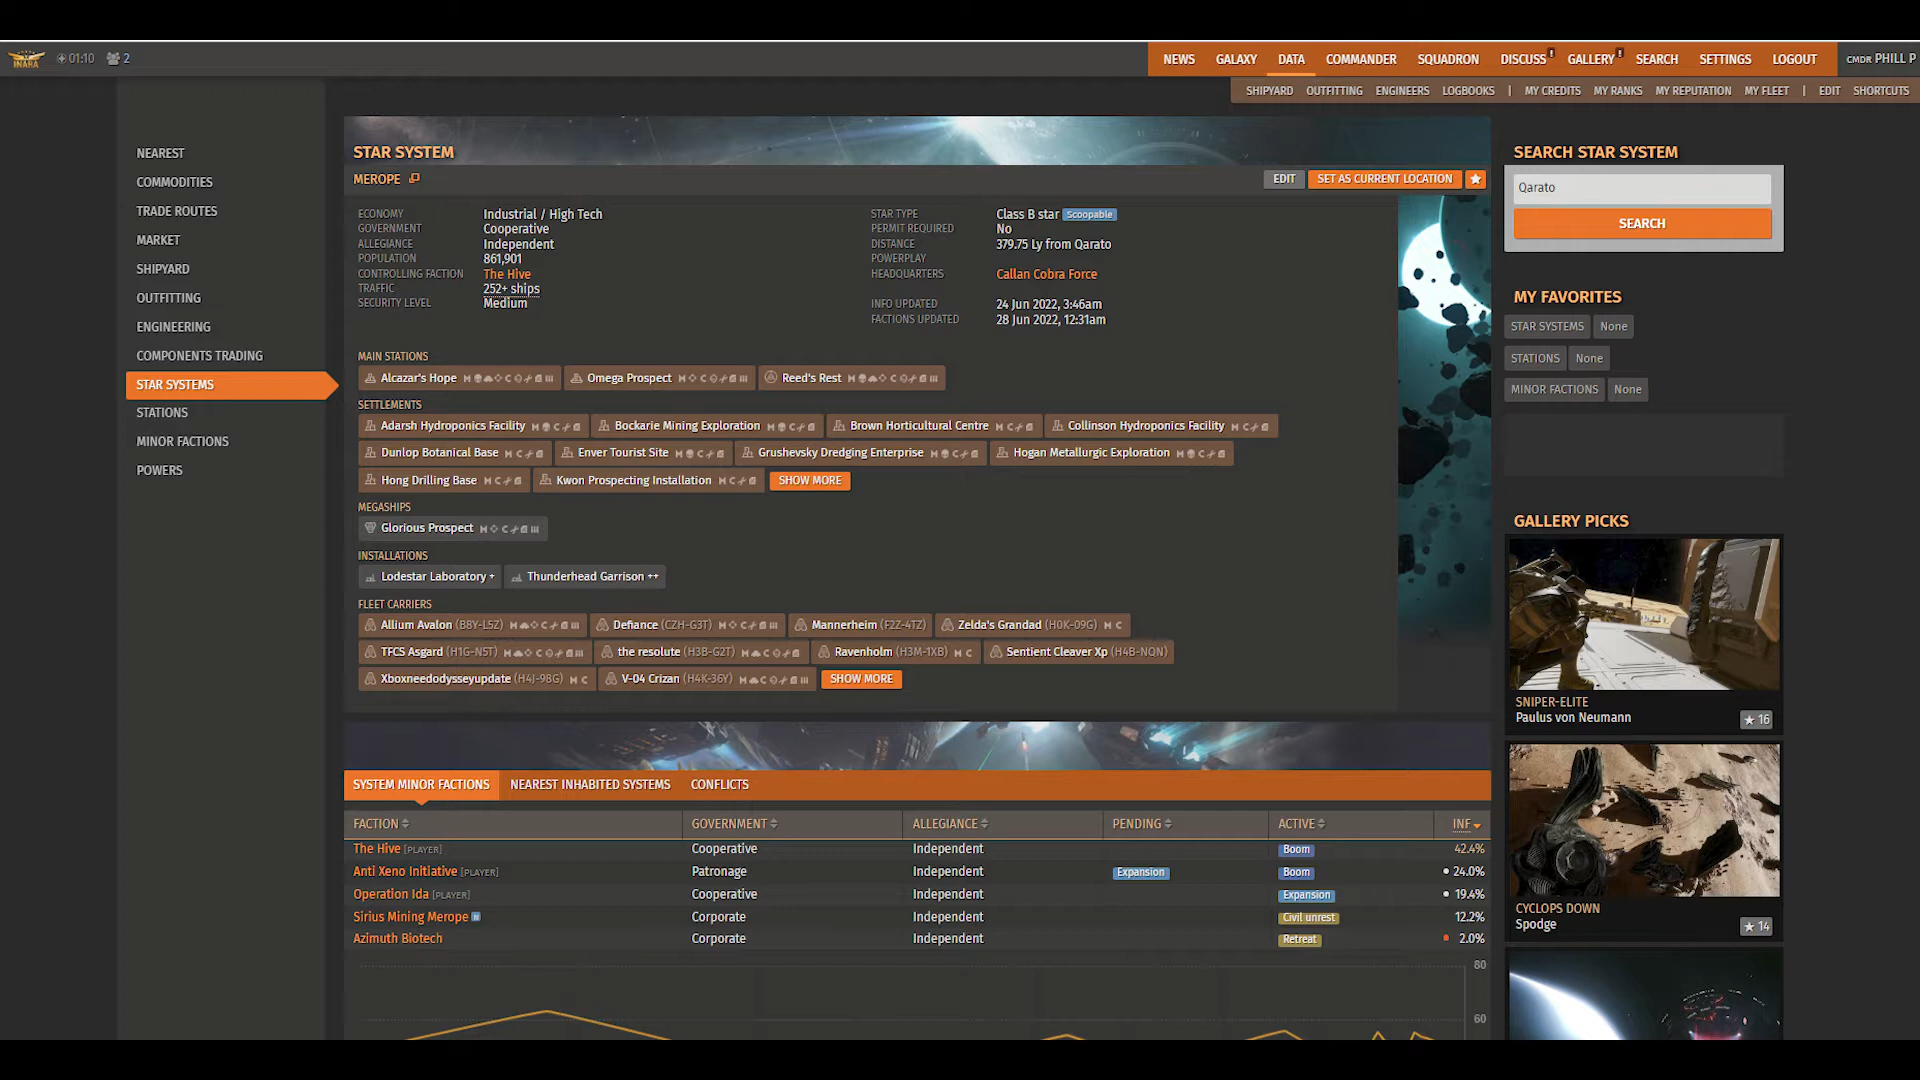 INARA 01:10 2
NEWS GALAXY DATA COMMANDER SQUADRON DISCUSS ! GALLERY ! SEARCH SETTINGS LOGOUT CMDR PHILL P
SHIPYARD OUTFITTING ENGINEERS LOGBOOKS | MY CREDITS MY RANKS MY REPUTATION MY FLEET | EDIT SHORTCUTS
NEAREST
COMMODITIES
TRADE ROUTES
MARKET
SHIPYARD
OUTFITTING
ENGINEERING
COMPONENTS TRADING
STAR SYSTEMS
STATIONS
MINOR FACTIONS
POWERS
STAR SYSTEM
MEROPE
EDIT SET AS CURRENT LOCATION
ECONOMY Industrial / High Tech
GOVERNMENT Cooperative
ALLEGIANCE Independent
POPULATION 861,901
CONTROLLING FACTION The Hive
TRAFFIC 252+ ships
SECURITY LEVEL Medium
STAR TYPE Class B star Scoopable
PERMIT REQUIRED No
DISTANCE 379.75 Ly from Qarato
POWERPLAY
HEADQUARTERS Callan Cobra Force
INFO UPDATED 24 Jun 2022, 3:46am
FACTIONS UPDATED 28 Jun 2022, 12:31am
MAIN STATIONS
Alcazar's Hope Omega Prospect Reed's Rest
SETTLEMENTS
Adarsh Hydroponics Facility Bockarie Mining Exploration Brown Horticultural Centre Collinson Hydroponics Facility
Dunlop Botanical Base Enver Tourist Site Grushevsky Dredging Enterprise Hogan Metallurgic Exploration
Hong Drilling Base Kwon Prospecting Installation SHOW MORE
MEGASHIPS
Glorious Prospect
INSTALLATIONS
Lodestar Laboratory + Thunderhead Garrison ++
FLEET CARRIERS
Allium Avalon (B8Y-L5Z) Defiance (CZH-G3T) Mannerheim (F2Z-4TZ) Zelda's Grandad (H0K-09G)
TFCS Asgard (H1G-N5T) the resolute (H3B-G2T) Ravenholm (H3M-1XB) Sentient Cleaver Xp (H4B-NQN)
Xboxneedodysseyupdate (H4J-98G) V-04 Crizan (H4K-36Y) SHOW MORE
SYSTEM MINOR FACTIONS NEAREST INHABITED SYSTEMS CONFLICTS
FACTION GOVERNMENT ALLEGIANCE PENDING ACTIVE INF
The Hive [PLAYER] Cooperative Independent Boom 42.4%
Anti Xeno Initiative [PLAYER] Patronage Independent Expansion Boom 24.0%
Operation Ida [PLAYER] Cooperative Independent Expansion 19.4%
Sirius Mining Merope Corporate Independent Civil unrest 12.2%
Azimuth Biotech Corporate Independent Retreat 2.0%
80
60
SEARCH STAR SYSTEM
Qarato
SEARCH
MY FAVORITES
STAR SYSTEMS None
STATIONS None
MINOR FACTIONS None
GALLERY PICKS
SNIPER-ELITE
Paulus von Neumann
16
CYCLOPS DOWN
Spodge
14